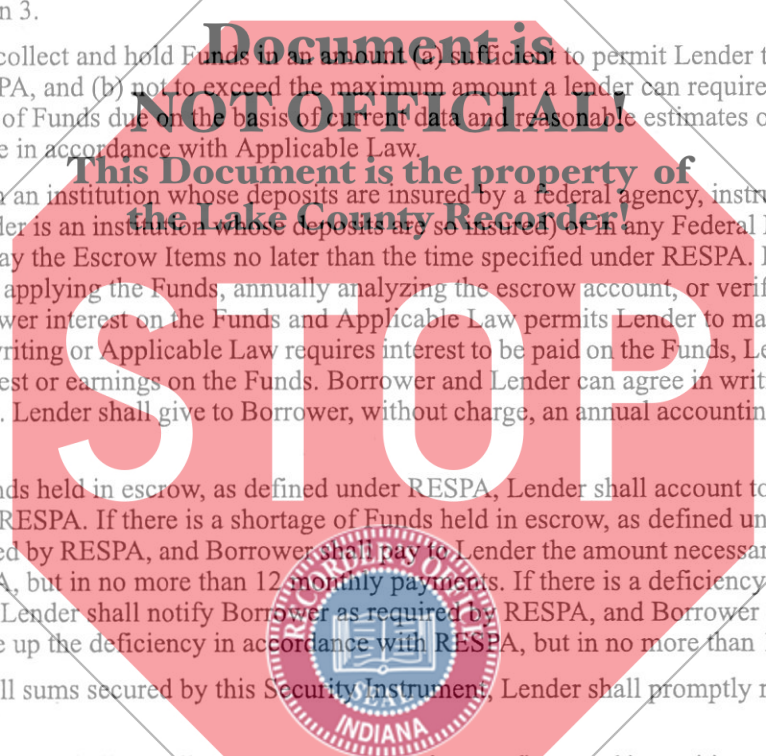 n 3.
collect and hold Funds in an amount (a) sufficient to permit Lender t
PA, and (b) not to exceed the maximum amount a lender can require
of Funds due on the basis of current data and reasonable estimates o
e in accordance with Applicable Law.
Document is
NOT OFFICIAL!
This Document is the property of
the Lake County Recorder!
n an institution whose deposits are insured by a federal agency, instru
der is an institution whose deposits are so insured) or in any Federal
ay the Escrow Items no later than the time specified under RESPA.
applying the Funds, annually analyzing the escrow account, or verif
wer interest on the Funds and Applicable Law permits Lender to ma
riting or Applicable Law requires interest to be paid on the Funds, Le
est or earnings on the Funds. Borrower and Lender can agree in writ
. Lender shall give to Borrower, without charge, an annual accountin
STOP
nds held in escrow, as defined under RESPA, Lender shall account to
RESPA. If there is a shortage of Funds held in escrow, as defined un
ed by RESPA, and Borrower shall pay to Lender the amount necessar
A, but in no more than 12 monthly payments. If there is a deficiency
Lender shall notify Borrower as required by RESPA, and Borrower
e up the deficiency in accordance with RESPA, but in no more than 1
ll sums secured by this Security Instrument, Lender shall promptly r
RECORDER'S OFFICE
SEAL
INDIANA